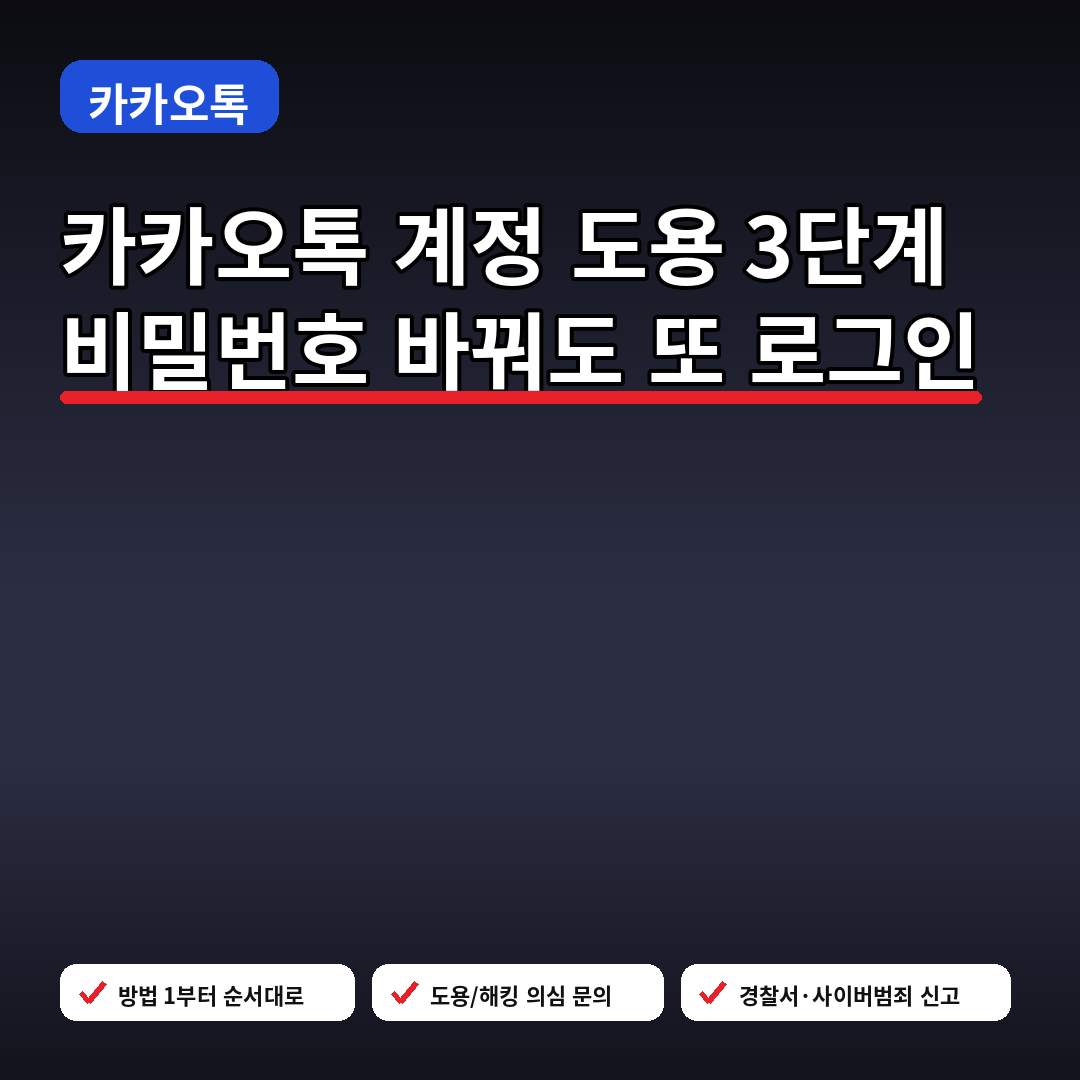 카카오톡
카카오톡 계정 도용 3단계
비밀번호 바꿔도 또 로그인
방법 1부터 순서대로
도용/해킹 의심 문의
경찰서·사이버범죄 신고